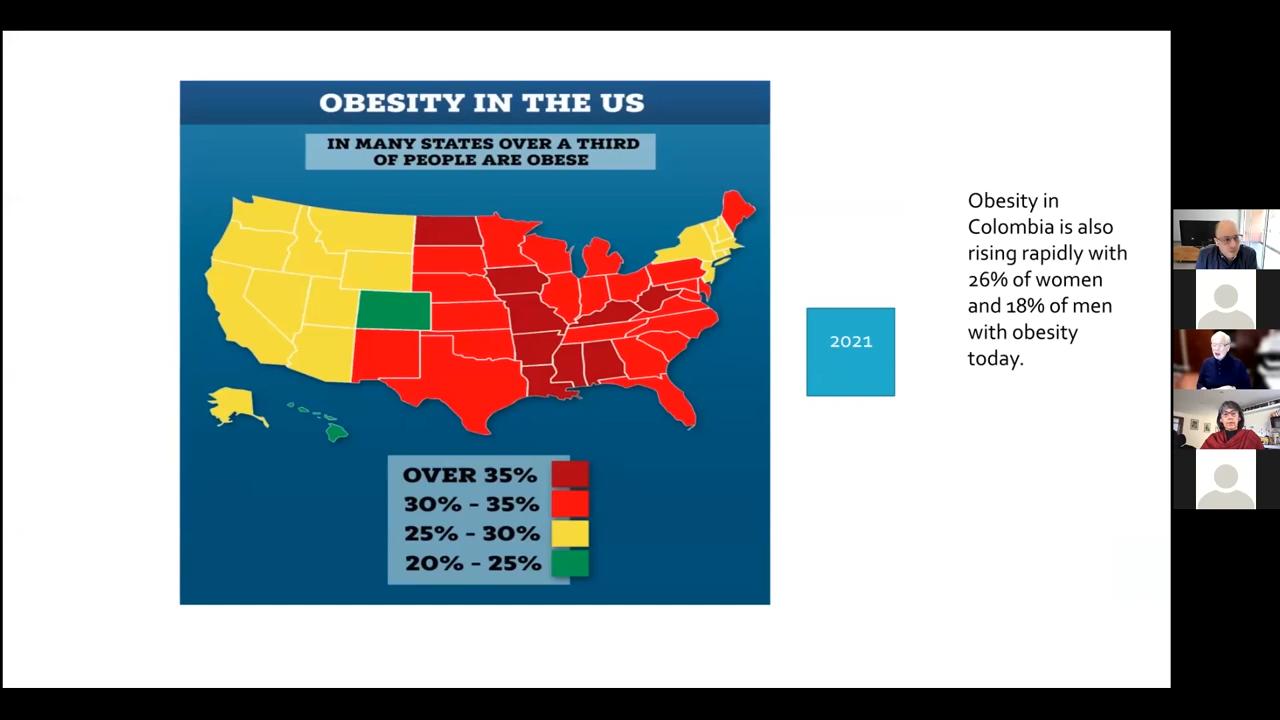 OBESITY IN THE US
IN MANY STATES OVER A THIRD
OF PEOPLE ARE OBESE
OVER 35%
30% - 35%
25% - 30%
20% - 25%
2021
Obesity in
Colombia is also
rising rapidly with
26% of women
and 18% of men
with obesity
today.